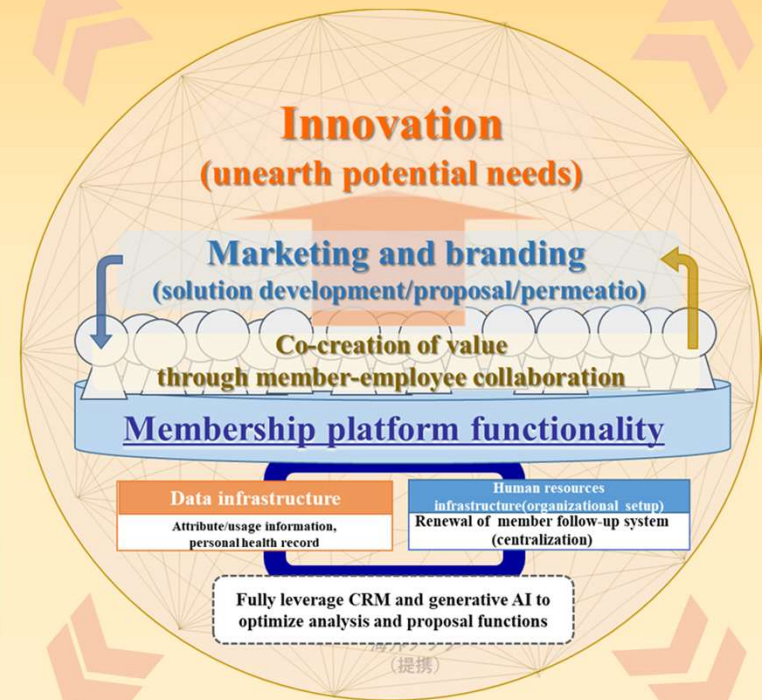 Innovation
(unearth potential needs)
Marketing and branding
(solution development/proposal/permeatio)
Co-creation of value
through member-employee collaboration
Membership platform functionality
Data infrastructure
Attribute/usage information,
personal health record
Human resources
infrastructure(organizational setup)
Renewal of member follow-up system
(centralization)
Fully leverage CRM and generative AI to
optimize analysis and proposal functions
(提携)